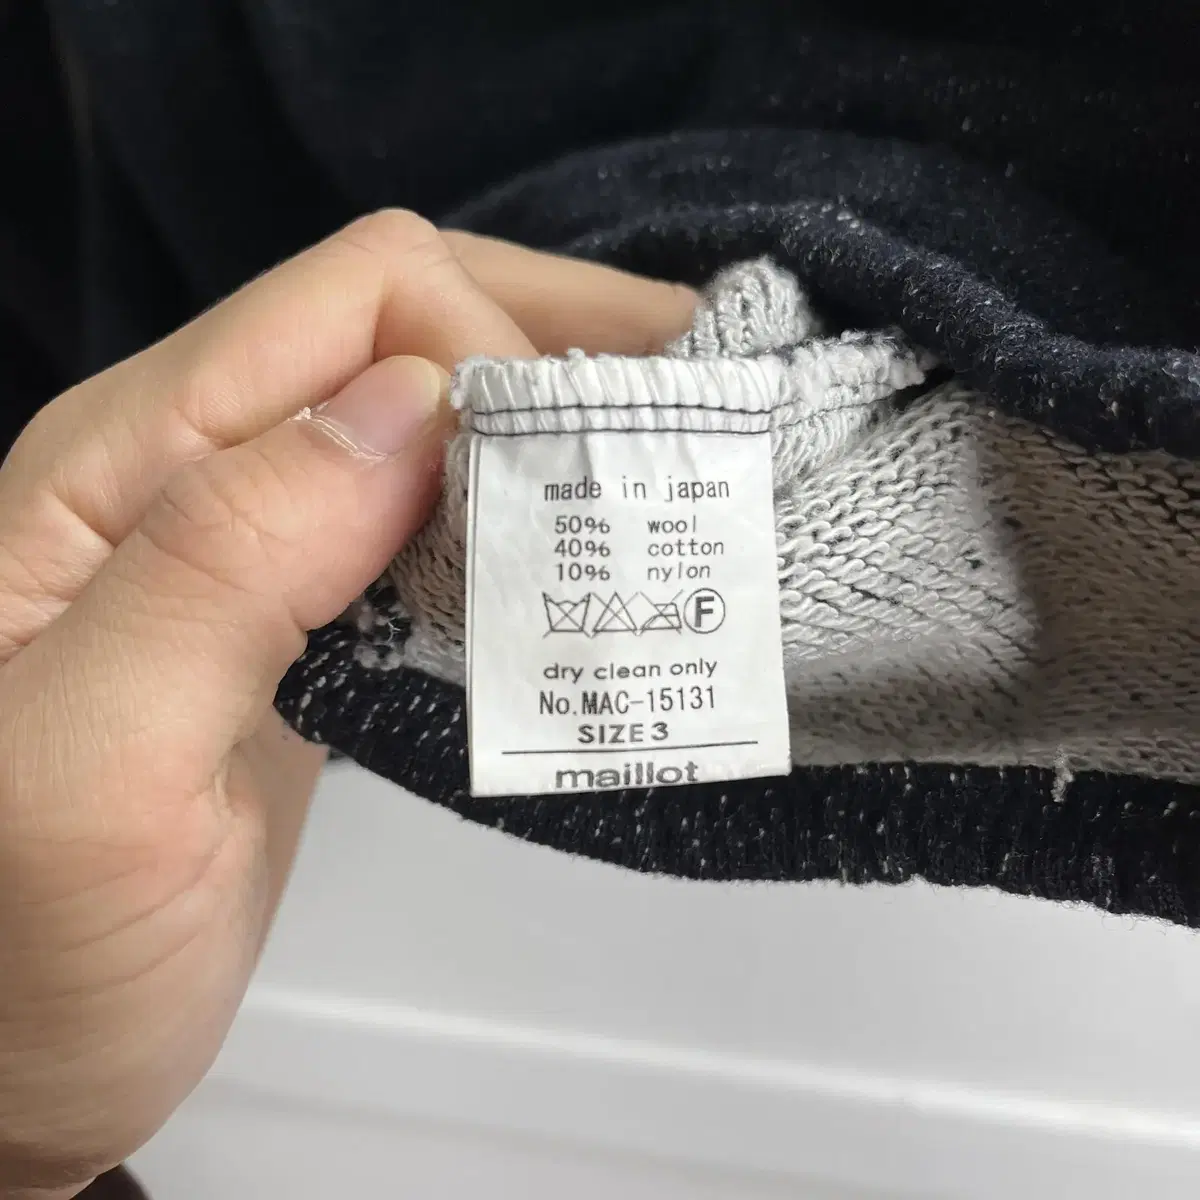 made in japan
50% wool
40% cotton
10% nylon
F
dry clean only
No.MAC-15131
SIZE 3
maillot